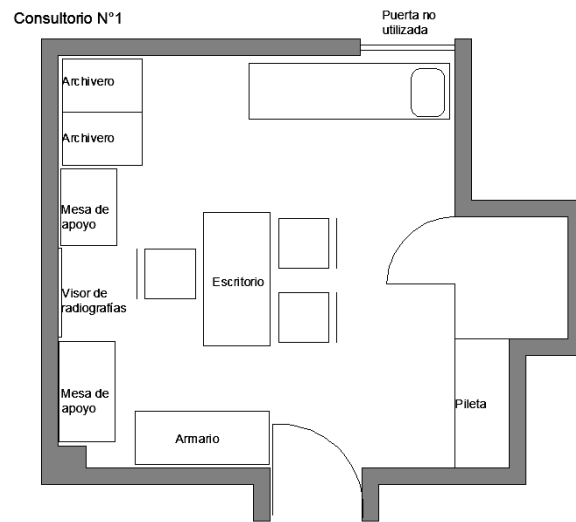 Consultorio N°1
Puerta no
utilizada
Archivero
Archivero
Mesa de
apoyo
Visor de
radiografías
Escritorio
Mesa de
apoyo
Armario
Pileta